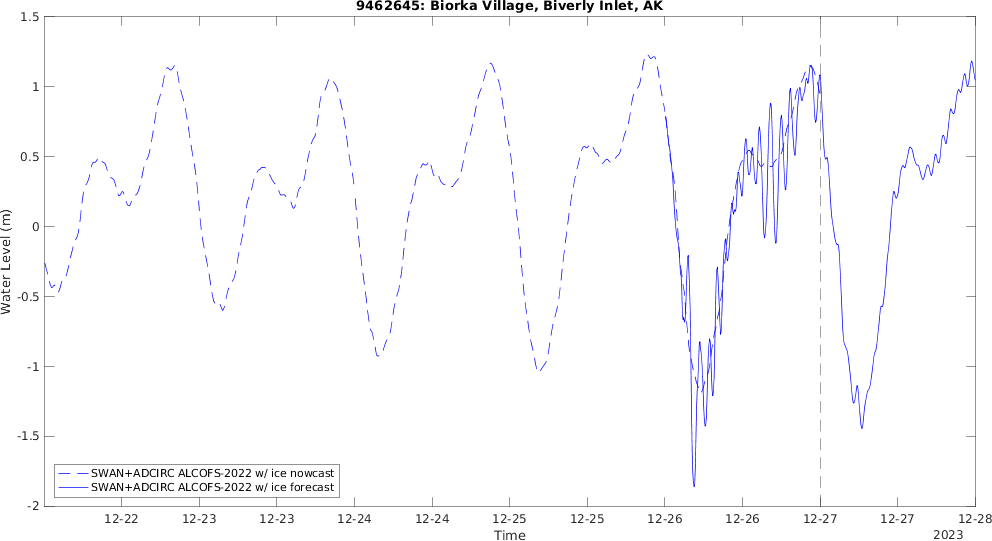 9462645: Biorka Village, Biverly Inlet, AK
Water Level (m)
1.5
1
0.5
0
-0.5
-1
-1.5
-2
SWAN+ADCIRC ALCOFS-2022 w/ ice nowcast
SWAN+ADCIRC ALCOFS-2022 w/ ice forecast
12-22 12-23 12-23 12-24 12-24 12-25 12-25 12-26 12-26 12-27 12-27 12-28
Time
2023